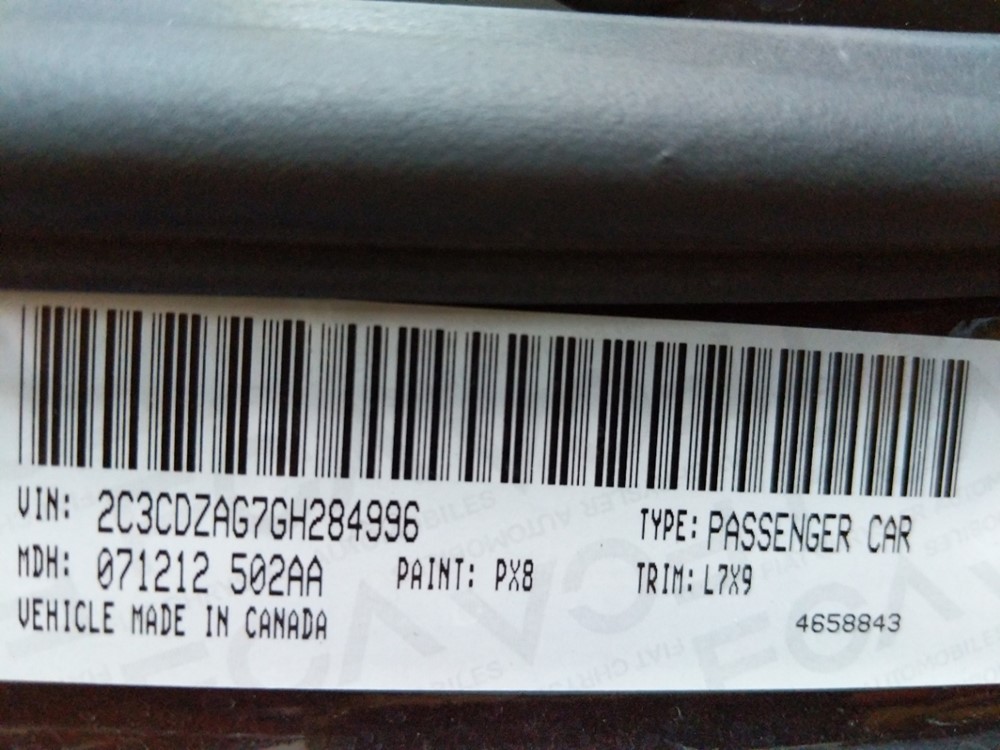 VIN: 2C3CDZAG7GH284996
TYPE: PASSENGER CAR
MDH: 071212 502AA
PAINT: PX8
TRIM: L7X9
VEHICLE MADE IN CANADA
4658843